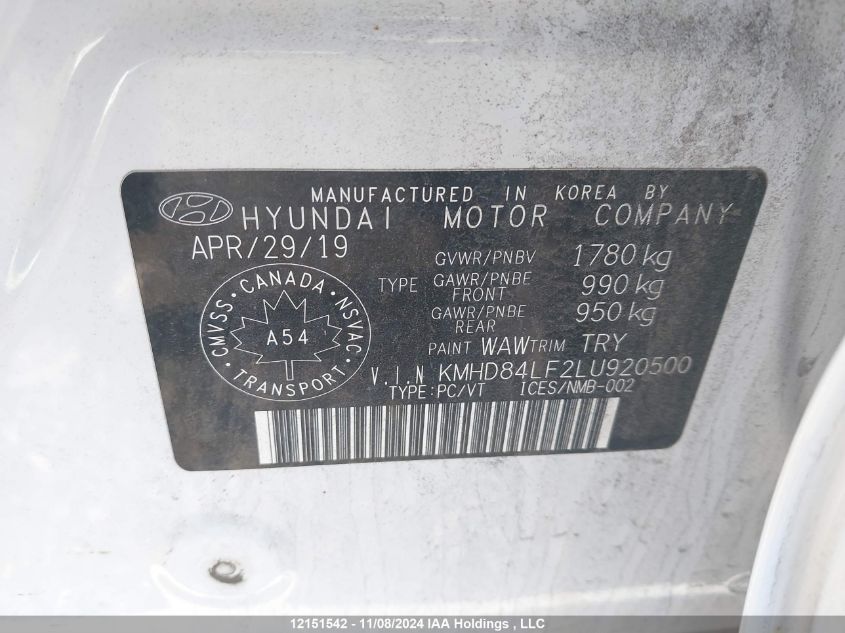 MANUFACTURED IN KOREA BY
HYUNDAI MOTOR COMPANY
APR/29/19
GVWR/PNBV 1780 kg
TYPE GAWR/PNBE FRONT 990 kg
GAWR/PNBE REAR 950 kg
PAINT WAW TRIM TRY
CMVSS · CANADA · NSVAC · TRANSPORT ·
A54
V.I.N KMHD84LF2LU920500
TYPE:PC/VT ICES/NMB-002
12151542 - 11/08/2024 IAA Holdings , LLC